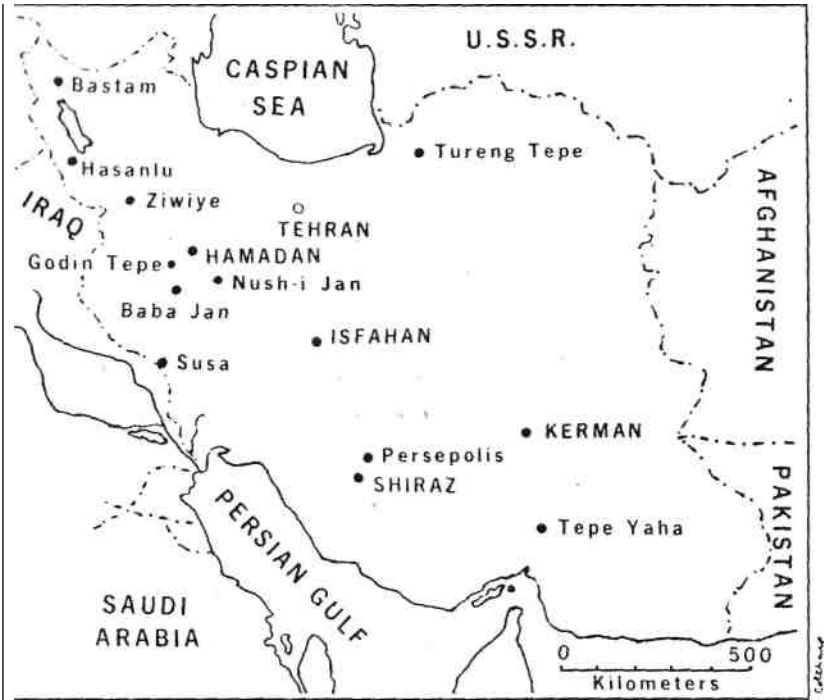 U.S.S.R.
CASPIAN
SEA
Bastam
Tureng Tepe
Hasanlu
Ziwiye
IRAQ
TEHRAN
AFGHANISTAN
HAMADAN
Godin Tepe
Nush-i Jan
Baba Jan
ISFAHAN
Susa
KERMAN
Persepolis
SHIRAZ
PERSIAN GULF
Tepe Yaha
PAKISTAN
SAUDI
ARABIA
0 500
Kilometers